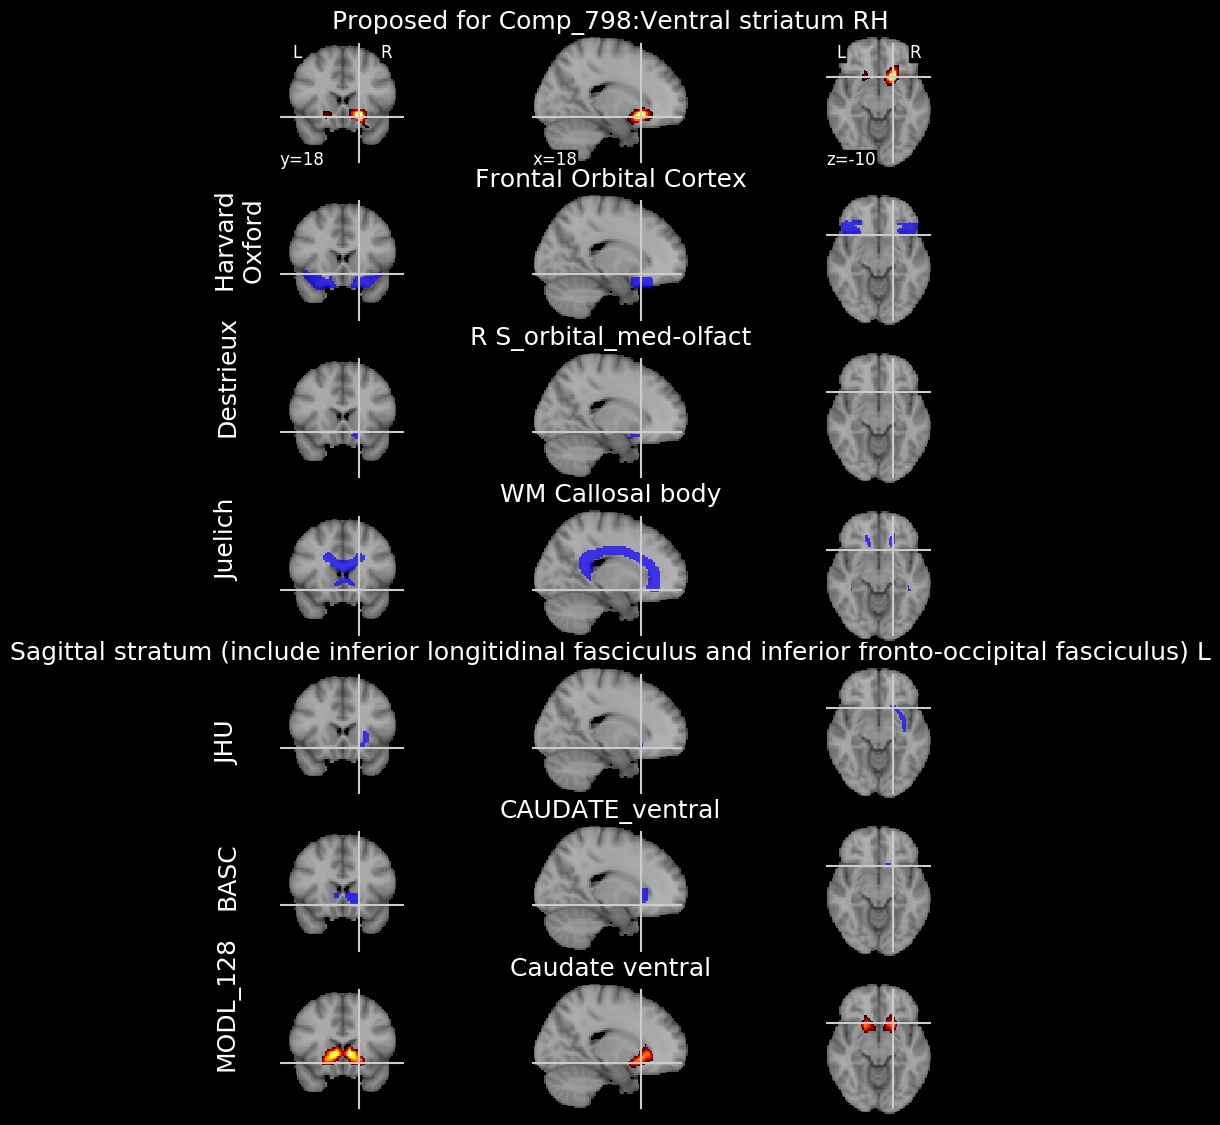 Proposed for Comp_798:Ventral striatum RH
L R L R
y=18 x=18 z=-10
Frontal Orbital Cortex
Harvard
Oxford
R S_orbital_med-olfact
Destrieux
WM Callosal body
Juelich
Sagittal stratum (include inferior longitidinal fasciculus and inferior fronto-occipital fasciculus) L
JHU
CAUDATE_ventral
BASC
Caudate ventral
MODL_128